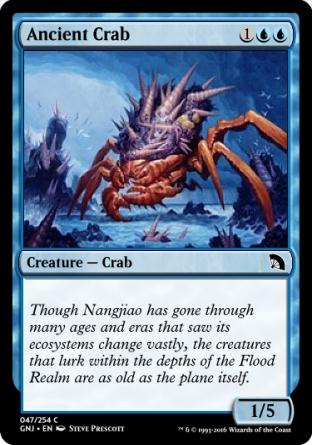 Ancient Crab 1
Creature — Crab
Though Nangjiao has gone through
many ages and eras that saw its
ecosystems change vastly, the creatures
that lurk within the depths of the Flood
Realm are as old as the plane itself.
1/5
047/254 C
GNJ • EN STEVE PRESCOTT
™ & © 1993-2016 Wizards of the Coast